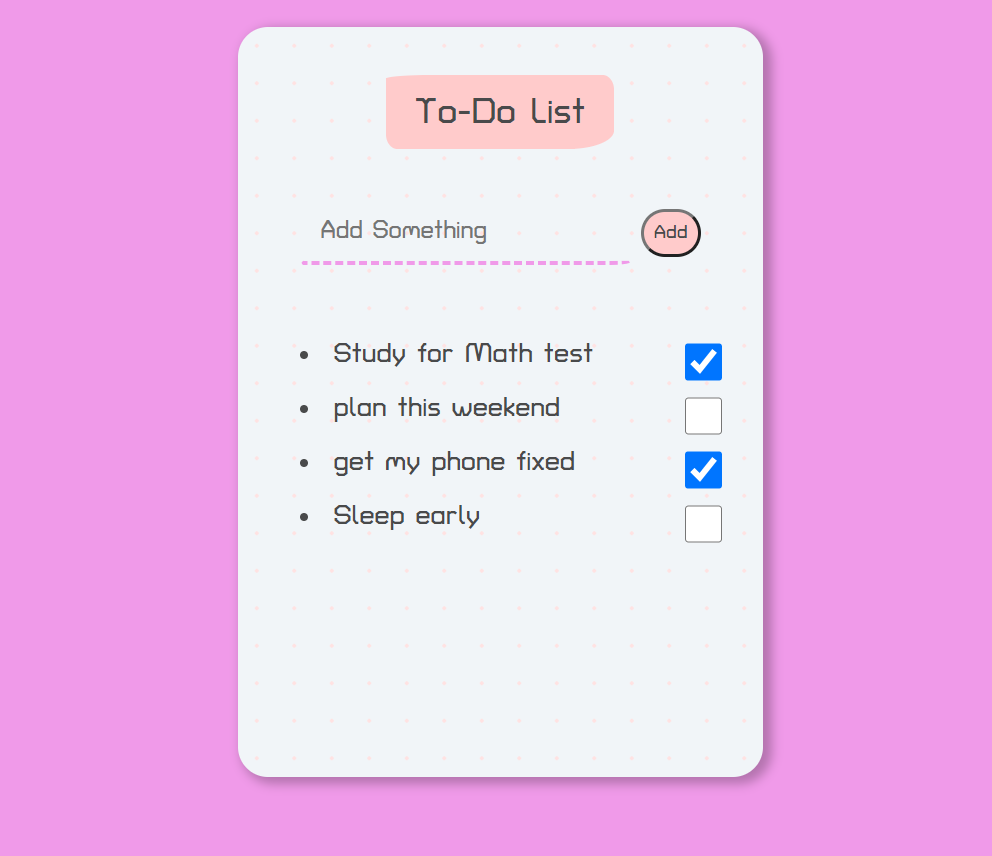 To-Do List
Add Something
Add
Study for Math test
plan this weekend
get my phone fixed
Sleep early